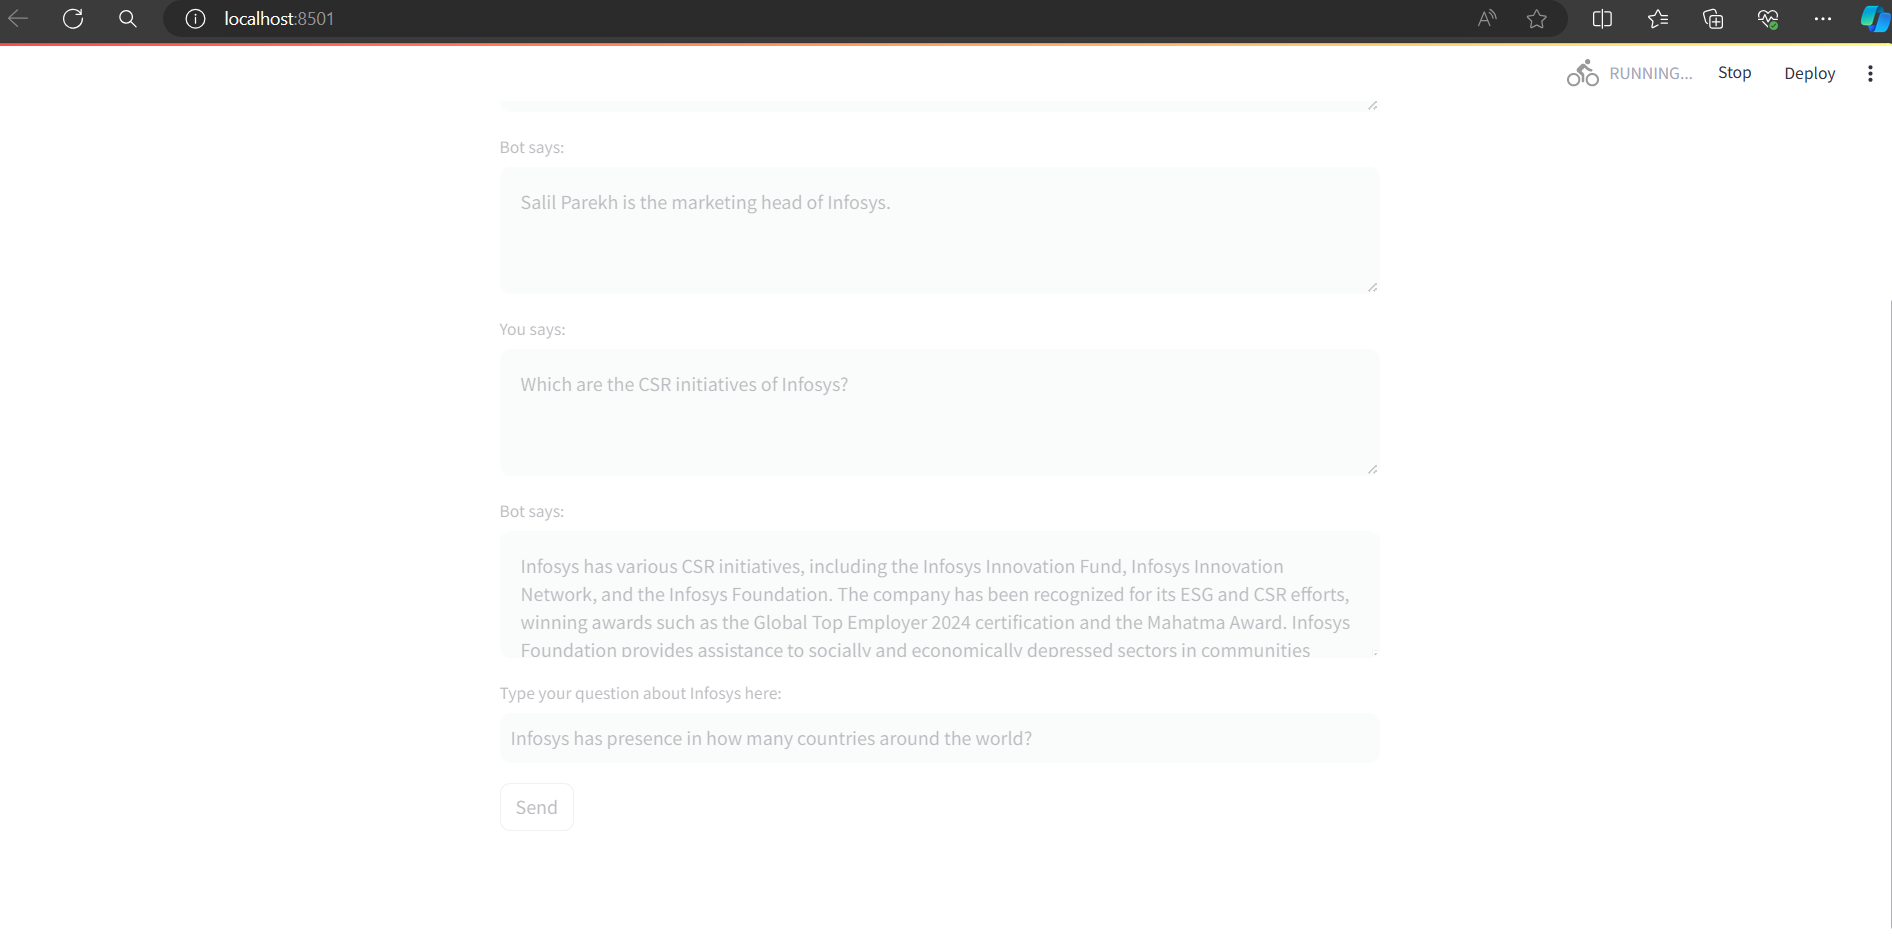 localhost:8501
RUNNING...
Stop
Deploy
Bot says:
Salil Parekh is the marketing head of Infosys.
You says:
Which are the CSR initiatives of Infosys?
Bot says:
Infosys has various CSR initiatives, including the Infosys Innovation Fund, Infosys Innovation
Network, and the Infosys Foundation. The company has been recognized for its ESG and CSR efforts,
winning awards such as the Global Top Employer 2024 certification and the Mahatma Award. Infosys
Foundation provides assistance to socially and economically depressed sectors in communities
Type your question about Infosys here:
Infosys has presence in how many countries around the world?
Send